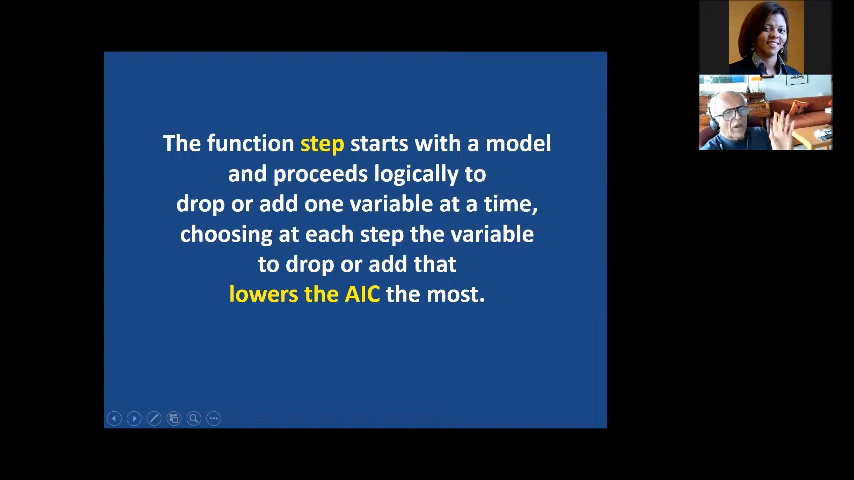 The function step starts with a model
and proceeds logically to
drop or add one variable at a time,
choosing at each step the variable
to drop or add that
lowers the AIC the most.